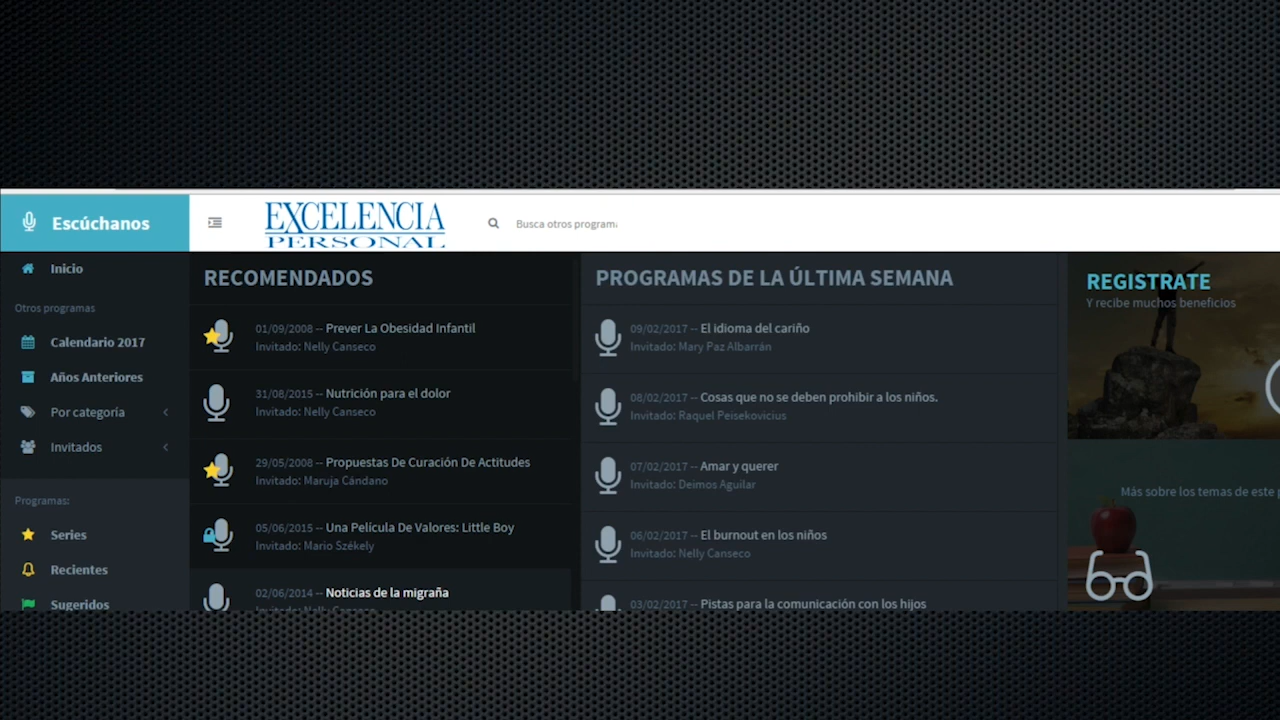 Escúchanos
EXCELENCIA
PERSONAL
Busca otros programa
Inicio
Otros programas
Calendario 2017
Años Anteriores
Por categoría
Invitados
Programas:
Series
Recientes
Sugeridos
RECOMENDADOS
01/09/2008 -- Prever La Obesidad Infantil
Invitado: Nelly Canseco
31/08/2015 -- Nutrición para el dolor
Invitado: Nelly Canseco
29/05/2008 -- Propuestas De Curación De Actitudes
Invitado: Maruja Cándano
05/06/2015 -- Una Película De Valores: Little Boy
Invitado: Mario Székely
02/06/2014 -- Noticias de la migraña
Invitado: Nelly Canseco
PROGRAMAS DE LA ÚLTIMA SEMANA
09/02/2017 -- El idioma del cariño
Invitado: Mary Paz Albarrán
08/02/2017 -- Cosas que no se deben prohibir a los niños.
Invitado: Raquel Peisekovicius
07/02/2017 -- Amar y querer
Invitado: Deimos Aguilar
06/02/2017 -- El burnout en los niños
Invitado: Nelly Canseco
03/02/2017 -- Pistas para la comunicación con los hijos
REGISTRATE
Y recibe muchos beneficios
Más sobre los temas de este